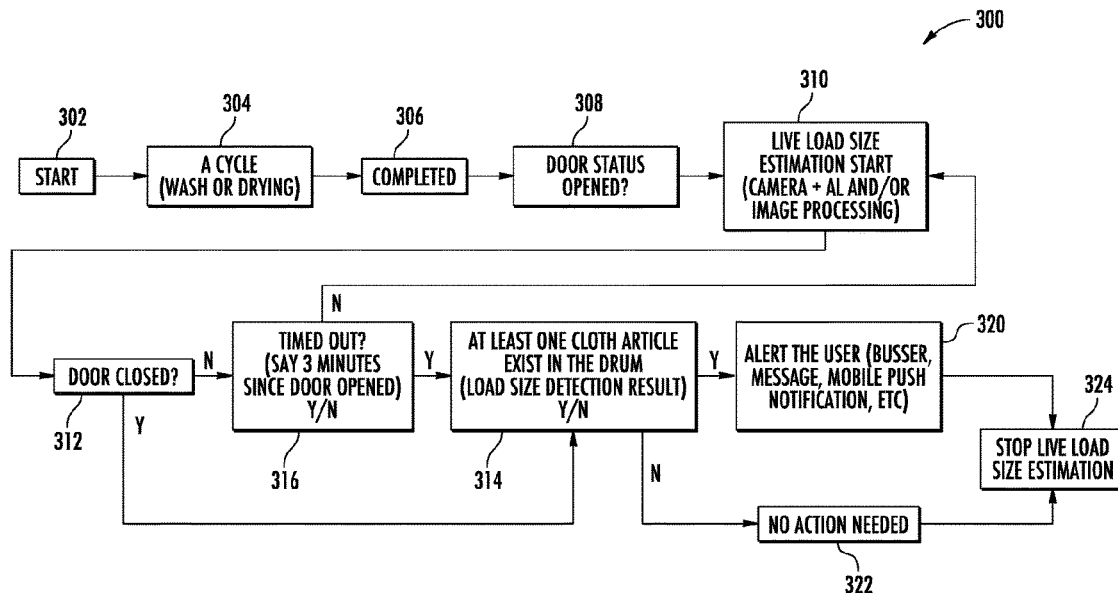 300
302
START
304
A CYCLE
(WASH OR DRYING)
306
COMPLETED
308
DOOR STATUS
OPENED?
310
LIVE LOAD SIZE
ESTIMATION START
(CAMERA + AL AND/OR
IMAGE PROCESSING)
DOOR CLOSED?
312
N
Y
N
TIMED OUT?
(SAY 3 MINUTES
SINCE DOOR OPENED)
Y/N
316
Y
AT LEAST ONE CLOTH ARTICLE
EXIST IN THE DRUM
(LOAD SIZE DETECTION RESULT)
Y/N
314
Y
N
320
ALERT THE USER (BUSSER,
MESSAGE, MOBILE PUSH
NOTIFICATION, ETC)
NO ACTION NEEDED
322
324
STOP LIVE LOAD
SIZE ESTIMATION